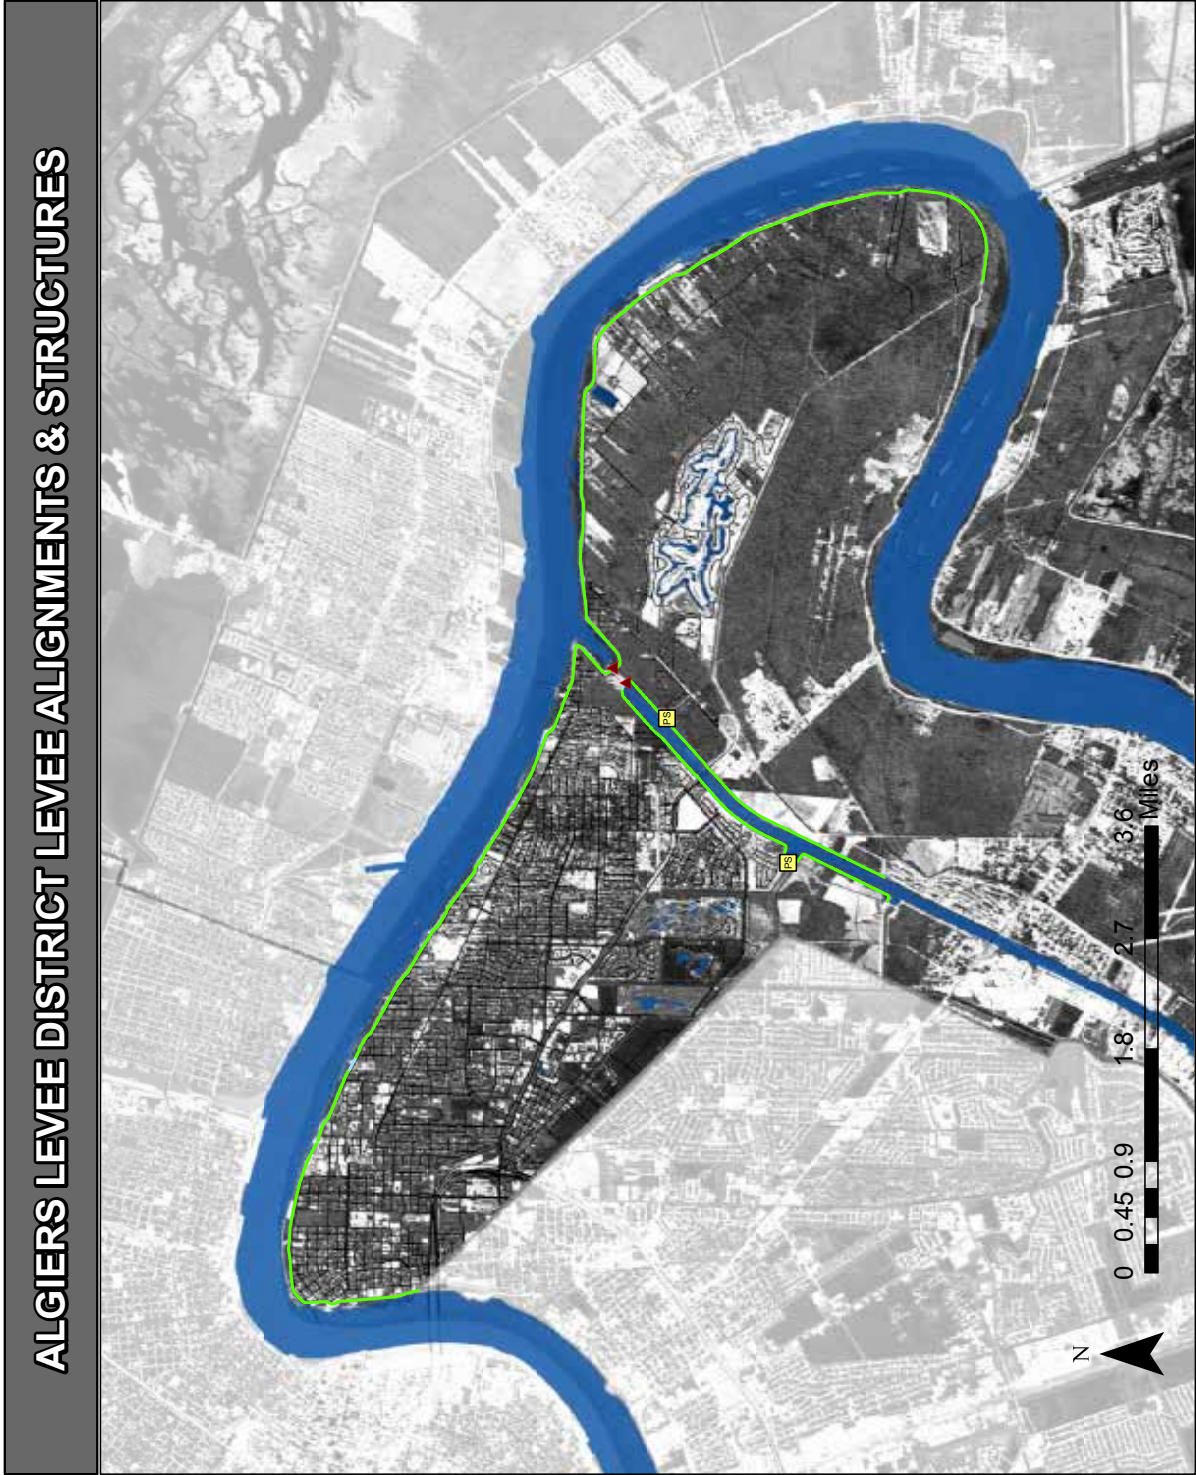 ALGIERS LEVEE DISTRICT LEVEE ALIGNMENTS & STRUCTURES
PS
PS
N
0 0.45 0.9 1.8 2.7 3.6
Miles